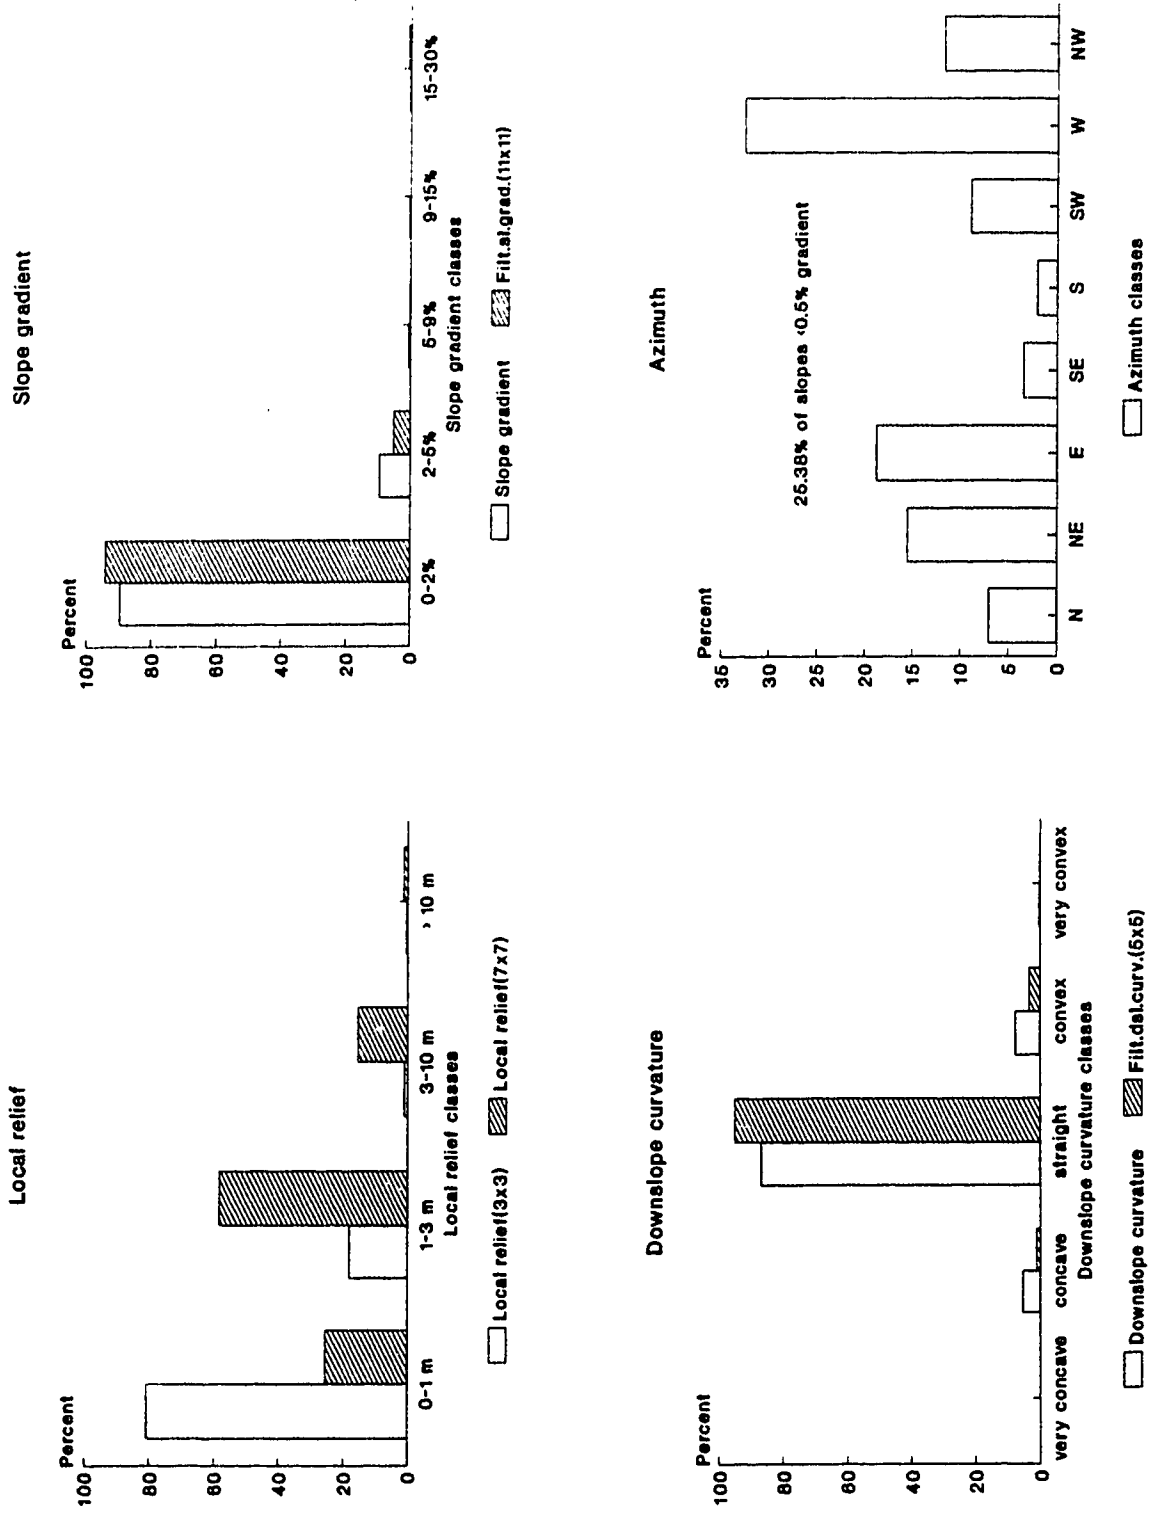 Local relief
Percent
100
80
60
40
20
0
0-1 m
1-3 m
3-10 m
> 10 m
Local relief classes
Local relief(3x3)
Local relief(7x7)
Slope gradient
Percent
100
80
60
40
20
0
0-2%
2-5%
5-9%
9-15%
15-30%
Slope gradient classes
Slope gradient
Filt.sl.grad.(11x11)
Downslope curvature
Percent
100
80
60
40
20
0
very concave
concave
straight
convex
very convex
Downslope curvature classes
Downslope curvature
Filt.dsl.curv.(5x5)
Azimuth
Percent
35
30
25
20
15
10
5
0
25.38% of slopes <0.5% gradient
N
NE
E
SE
S
SW
W
NW
Azimuth classes